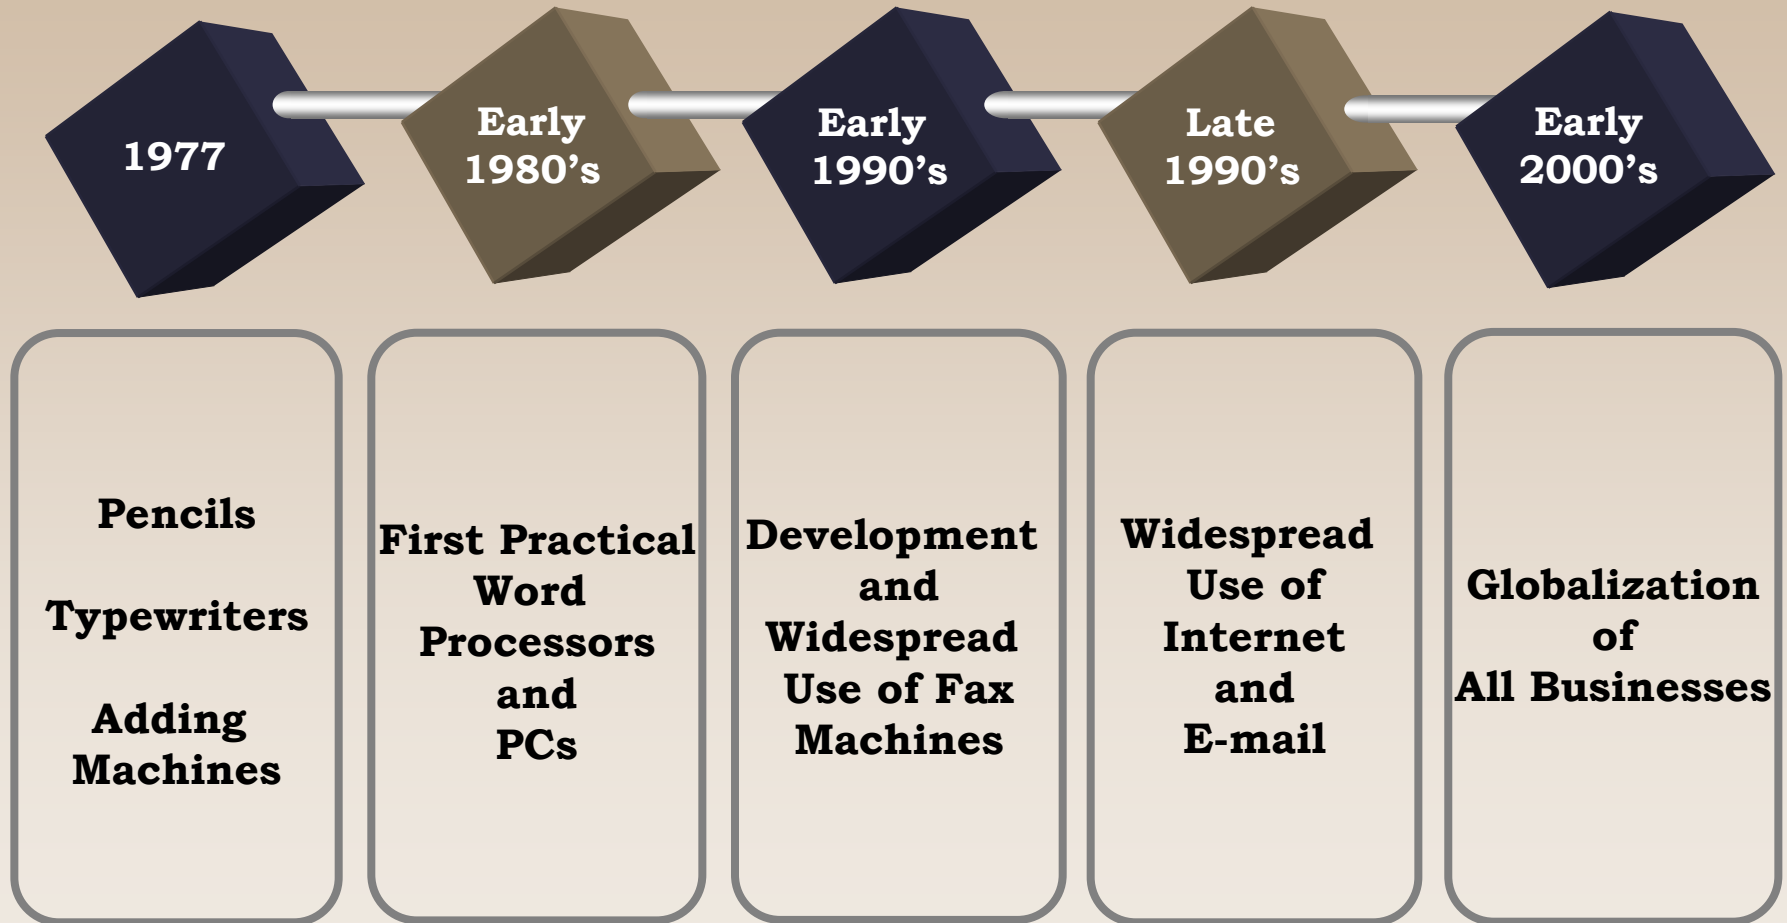 1977
Early
1980’s
Early
1990’s
Late
1990’s
Early
2000’s
Pencils
Typewriters
Adding
Machines
First Practical
Word
Processors
and
PCs
Development
and
Widespread
Use of Fax
Machines
Widespread
Use of
Internet
and
E-mail
Globalization
of
All Businesses